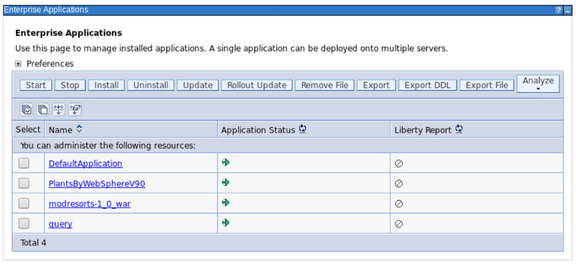 Enterprise Applications
Enterprise Applications
Use this page to manage installed applications. A single application can be deployed onto multiple servers.
Preferences
Start Stop Install Uninstall Update Rollout Update Remove File Export Export DDL Export File Analyze
Select Name Application Status Liberty Report
You can administer the following resources:
DefaultApplication
PlantsByWebSphereV90
modresorts-1_0_war
query
Total 4